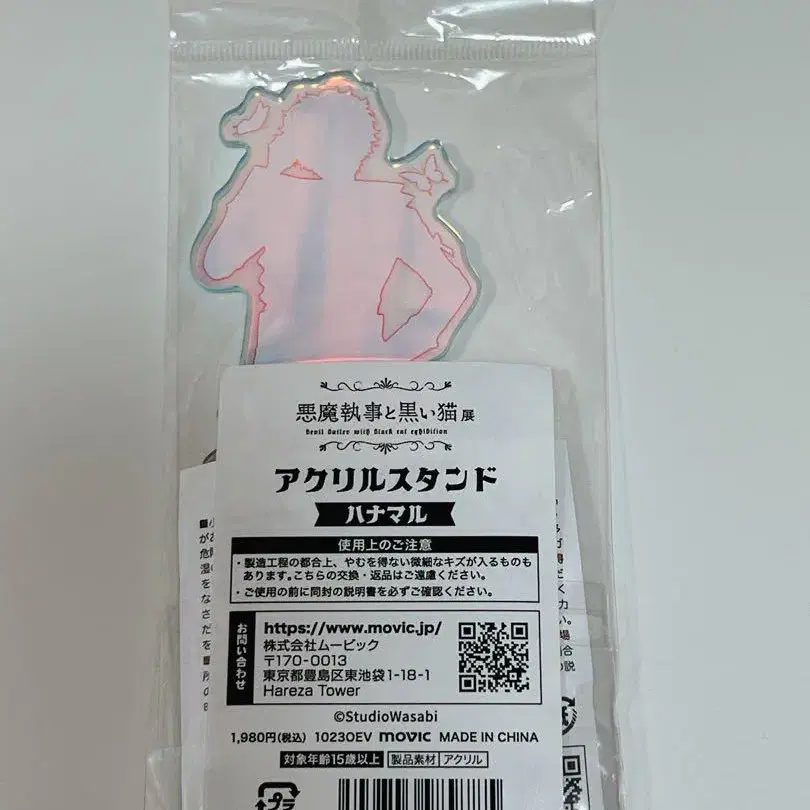 悪魔執事と黒い猫展
Devil Butler with Black cat exhibition
アクリルスタンド
ハナマル
使用上のご注意
・製造工程の都合上、やむを得ない微細なキズが入るものも
あります。こちらの交換・返品はご遠慮ください。
・ご使用の前に同封の説明書を必ずご確認ください。
お問い合わせ
https://www.movic.jp/
株式会社ムービック
〒170-0013
東京都豊島区東池袋1-18-1
Hareza Tower
©StudioWasabi
1,980円(税込) 1023OEV movic MADE IN CHINA
対象年齢15歳以上 製品素材 アクリル
プラ